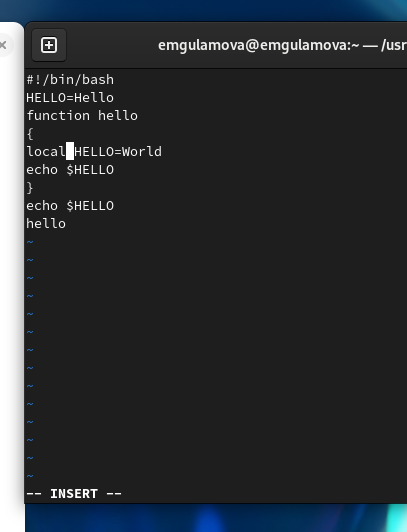 emgulamova@emgulamova:~ — /usr
#!/bin/bash
HELLO=Hello
function hello
{
local HELLO=World
echo $HELLO
}
echo $HELLO
hello
~
~
~
~
~
~
~
~
~
~
~
~
~
~
-- INSERT --